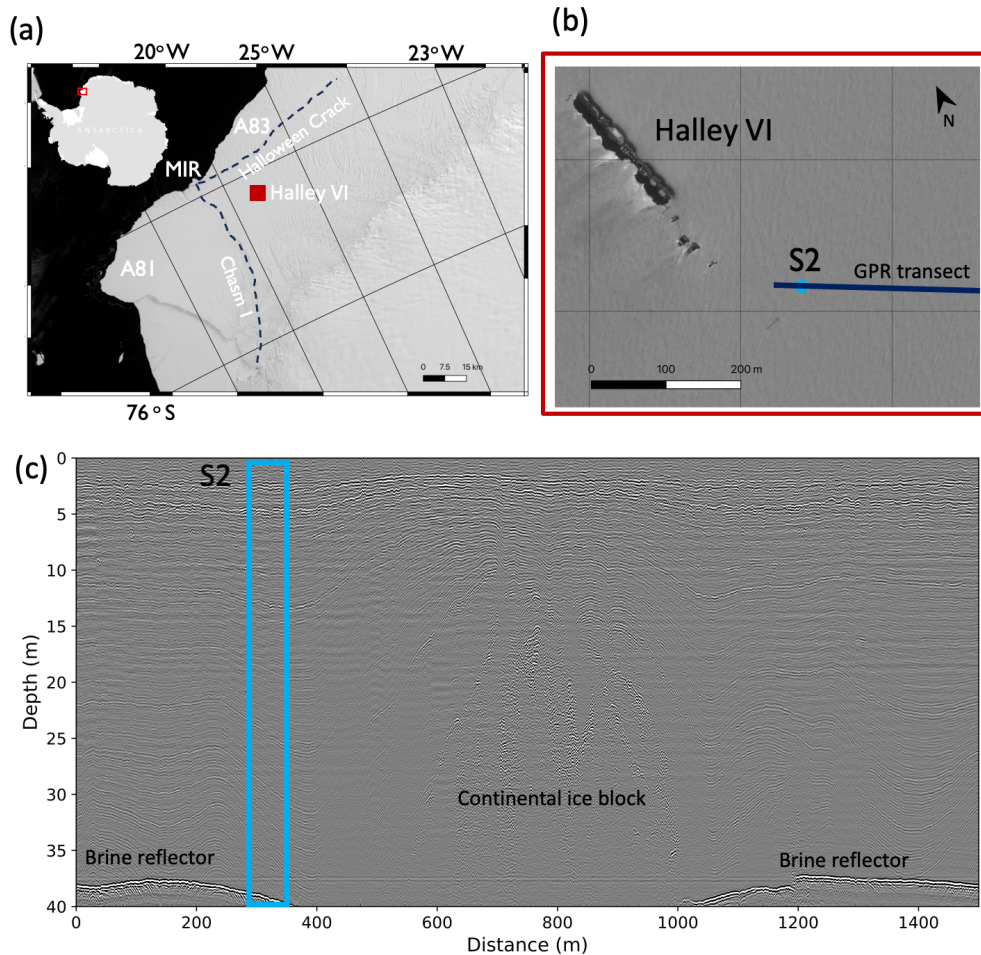 (a)
20°W
25°W
23°W
ANTARCTICA
A83
Halloween Crack
MIR
Halley VI
A81
Chasm 1
0 7.5 15 km
76°S
(b)
N
Halley VI
S2
GPR transect
0 100 200 m
(c)
S2
0
5
10
15
20
25
30
35
40
Depth (m)
Continental ice block
Brine reflector
Brine reflector
0 200 400 600 800 1000 1200 1400
Distance (m)